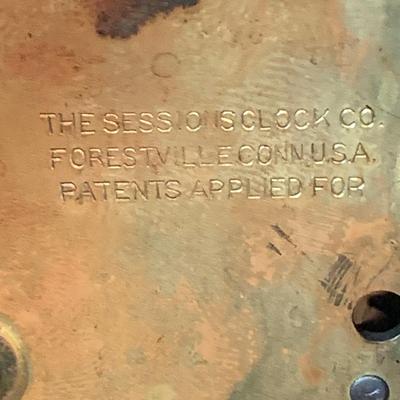 THE SESSIONS CLOCK CO.
FORESTVILLE CONN. U.S.A.
PATENTS APPLIED FOR